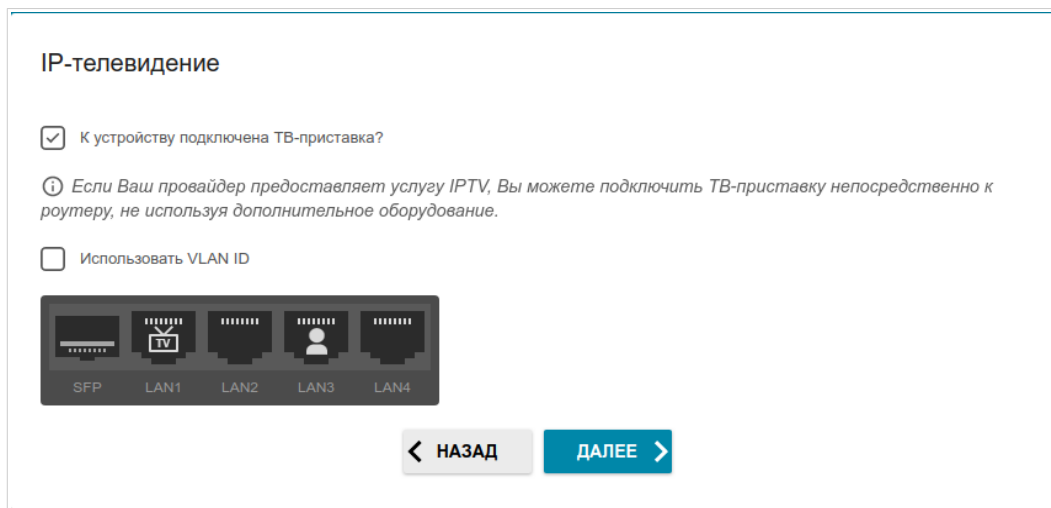 IP-телевидение
К устройству подключена ТВ-приставка?
Если Ваш провайдер предоставляет услугу IPTV, Вы можете подключить ТВ-приставку непосредственно к
роутеру, не используя дополнительное оборудование.
Использовать VLAN ID
TV
SFP LAN1 LAN2 LAN3 LAN4
НАЗАД ДАЛЕЕ